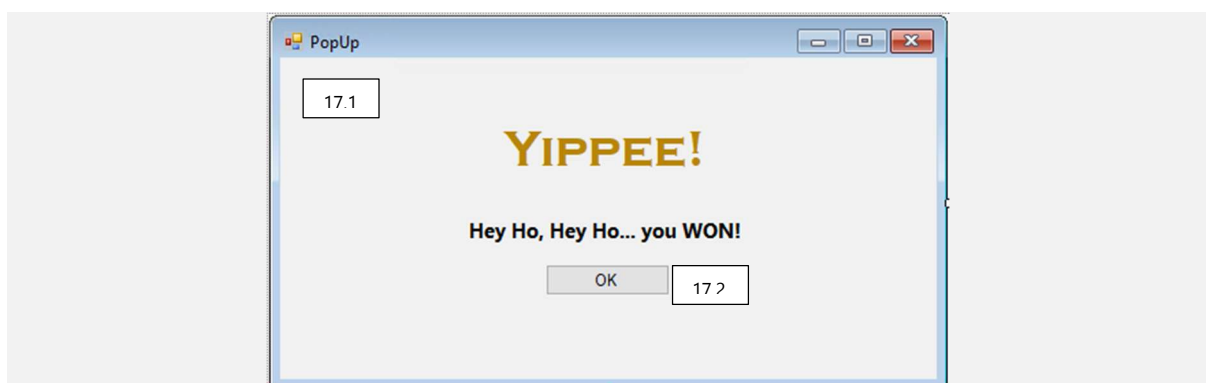 PopUp
17.1
YIPPEE!
Hey Ho, Hey Ho... you WON!
OK
17.2